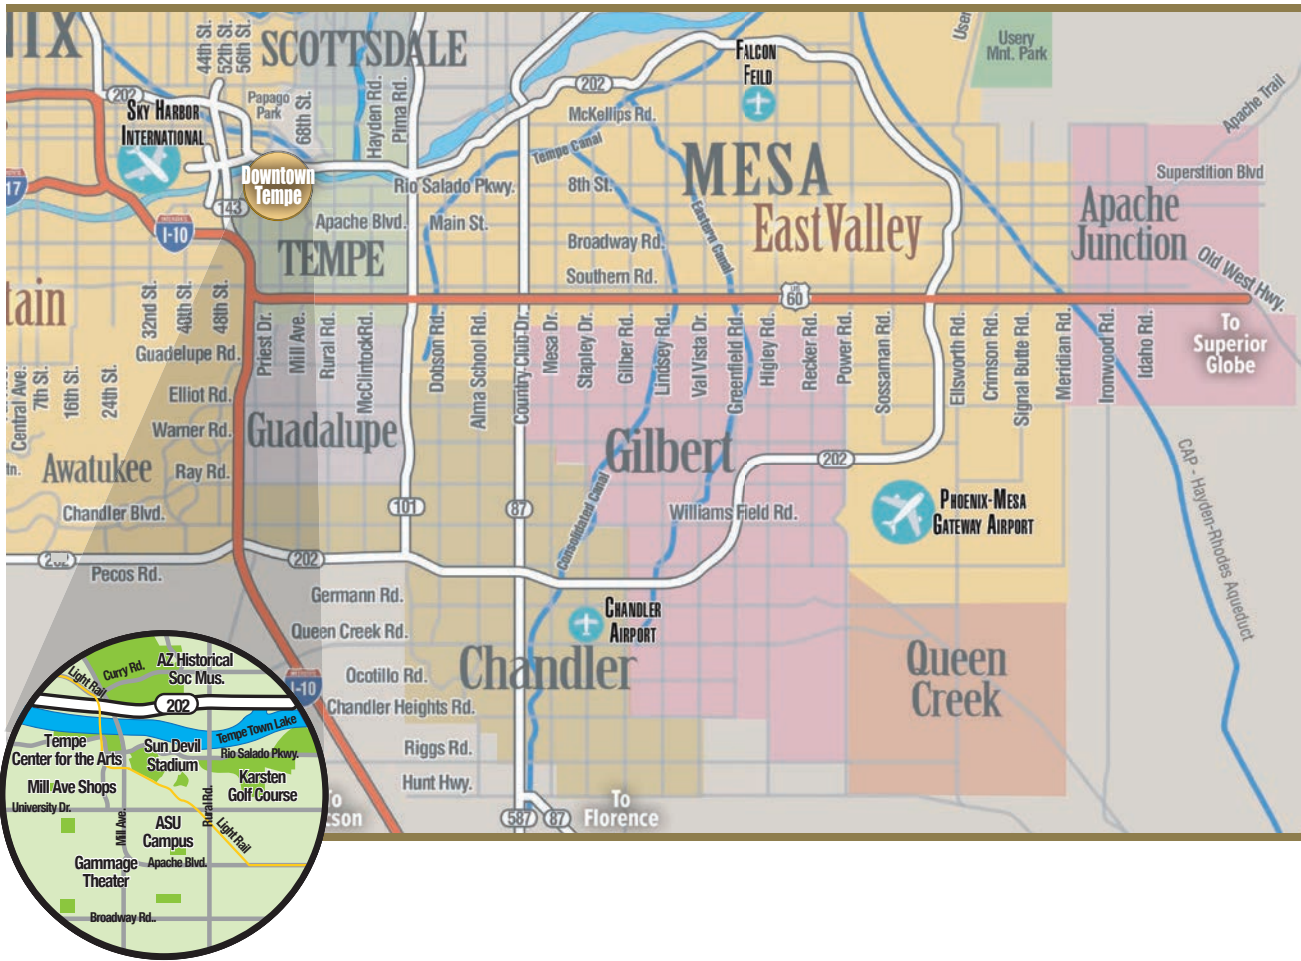 IX
SCOTTSDALE
44th St.
52th St.
56th St.
202
SKY HARBOR
INTERNATIONAL
Papago
Park
68th St.
Hayden Rd.
Pima Rd.
202
FALCON
FEILD
User
Usery
Mnt. Park
Apache Trail
McKellips Rd.
Tempe Canal
MESA
EastValley
Superstition Blvd
Apache
Junction
Old West Hwy.
17
Downtown
Tempe
143
I-10
Rio Salado Pkwy.
8th St.
Eastern Canal
Apache Blvd.
Main St.
TEMPE
Broadway Rd.
Southern Rd.
US
60
tain
32nd St.
40th St.
48th St.
Priest Dr.
Mill Ave.
Rural Rd.
McClintockRd.
Dobson Rd.
Alma School Rd.
Country Club Dr.
Mesa Dr.
Stapley Dr.
Gilber Rd.
Lindsey Rd.
Val Vista Dr.
Greenfield Rd.
Higley Rd.
Recker Rd.
Power Rd.
Sossaman Rd.
Ellsworth Rd.
Crimson Rd.
Signal Butte Rd.
Meridian Rd.
Ironwood Rd.
Idaho Rd.
To
Superior
Globe
Guadelupe Rd.
Central Ave.
7th St.
16th St.
24th St.
Elliot Rd.
Warner Rd.
Guadalupe
Gilbert
tn.
Awatukee
Ray Rd.
202
CAP - Hayden-Rhodes Aqueduct
Chandler Blvd.
101
87
Consolidated Canal
Williams Field Rd.
PHOENIX-MESA
GATEWAY AIRPORT
202
202
Pecos Rd.
Germann Rd.
CHANDLER
AIRPORT
Queen Creek Rd.
Chandler
Queen
Creek
Ocotillo Rd.
I-10
Chandler Heights Rd.
Riggs Rd.
Hunt Hwy.
To
Florence
587
87
o
cson
Light Rail
Curry Rd.
AZ Historical
Soc Mus.
202
Tempe Town Lake
Tempe
Center for the Arts
Sun Devil
Stadium
Rio Salado Pkwy.
Mill Ave Shops
Karsten
Golf Course
University Dr.
Mill Ave.
Rural Rd.
ASU
Campus
Light Rail
Gammage
Theater
Apache Blvd.
Broadway Rd..